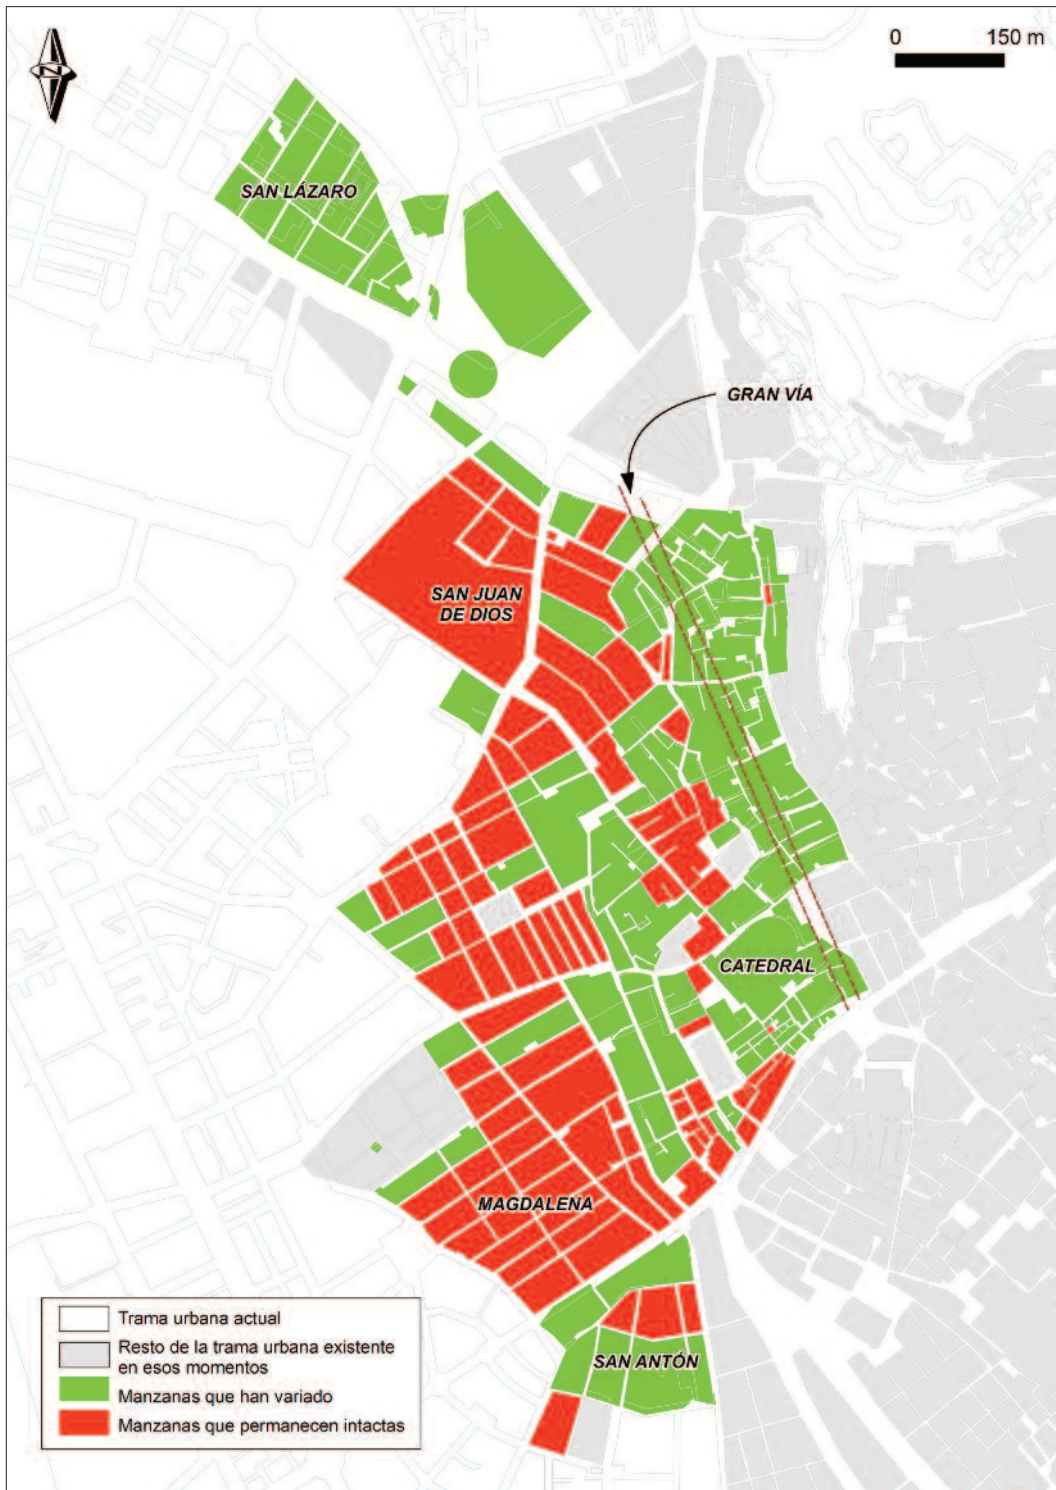 N
0 150 m
SAN LÁZARO
GRAN VÍA
SAN JUAN
DE DIOS
CATEDRAL
MAGDALENA
SAN ANTÓN
Trama urbana actual
Resto de la trama urbana existente
en esos momentos
Manzanas que han variado
Manzanas que permanecen intactas